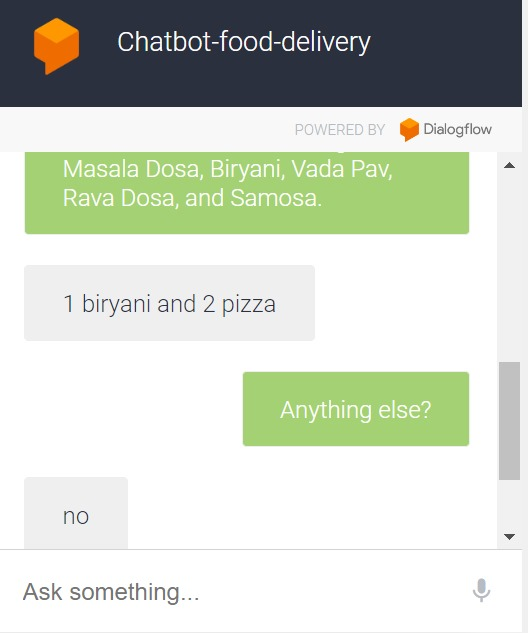 Chatbot-food-delivery
POWERED BY Dialogflow
Masala Dosa, Biryani, Vada Pav,
Rava Dosa, and Samosa.
1 biryani and 2 pizza
Anything else?
no
Ask something...